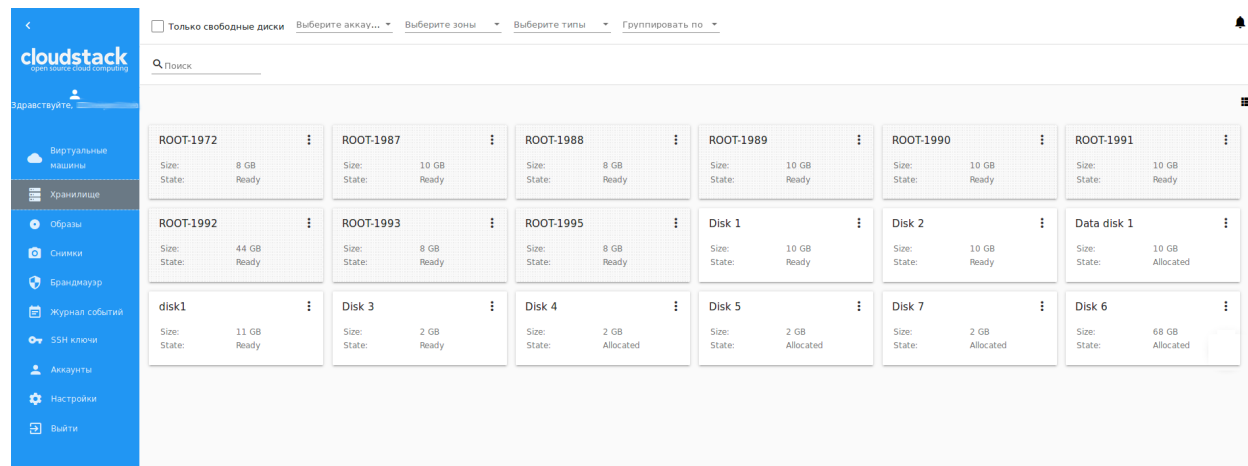 Только свободные диски Выберите аккау... Выберите зоны Выберите типы Группировать по
cloudstack
open source cloud computing
Поиск
Здравствуйте,
Виртуальные
машины
Хранилище
Образы
Снимки
Брандмауэр
Журнал событий
SSH ключи
Аккаунты
Настройки
Выйти
ROOT-1972 ROOT-1987 ROOT-1988 ROOT-1989 ROOT-1990 ROOT-1991
Size: 8 GB Size: 10 GB Size: 8 GB Size: 10 GB Size: 10 GB Size: 10 GB
State: Ready State: Ready State: Ready State: Ready State: Ready State: Ready
ROOT-1992 ROOT-1993 ROOT-1995 Disk 1 Disk 2 Data disk 1
Size: 44 GB Size: 8 GB Size: 8 GB Size: 10 GB Size: 10 GB Size: 10 GB
State: Ready State: Ready State: Ready State: Ready State: Ready State: Allocated
disk1 Disk 3 Disk 4 Disk 5 Disk 7 Disk 6
Size: 11 GB Size: 2 GB Size: 2 GB Size: 2 GB Size: 2 GB Size: 68 GB
State: Ready State: Ready State: Allocated State: Allocated State: Allocated State: Allocated